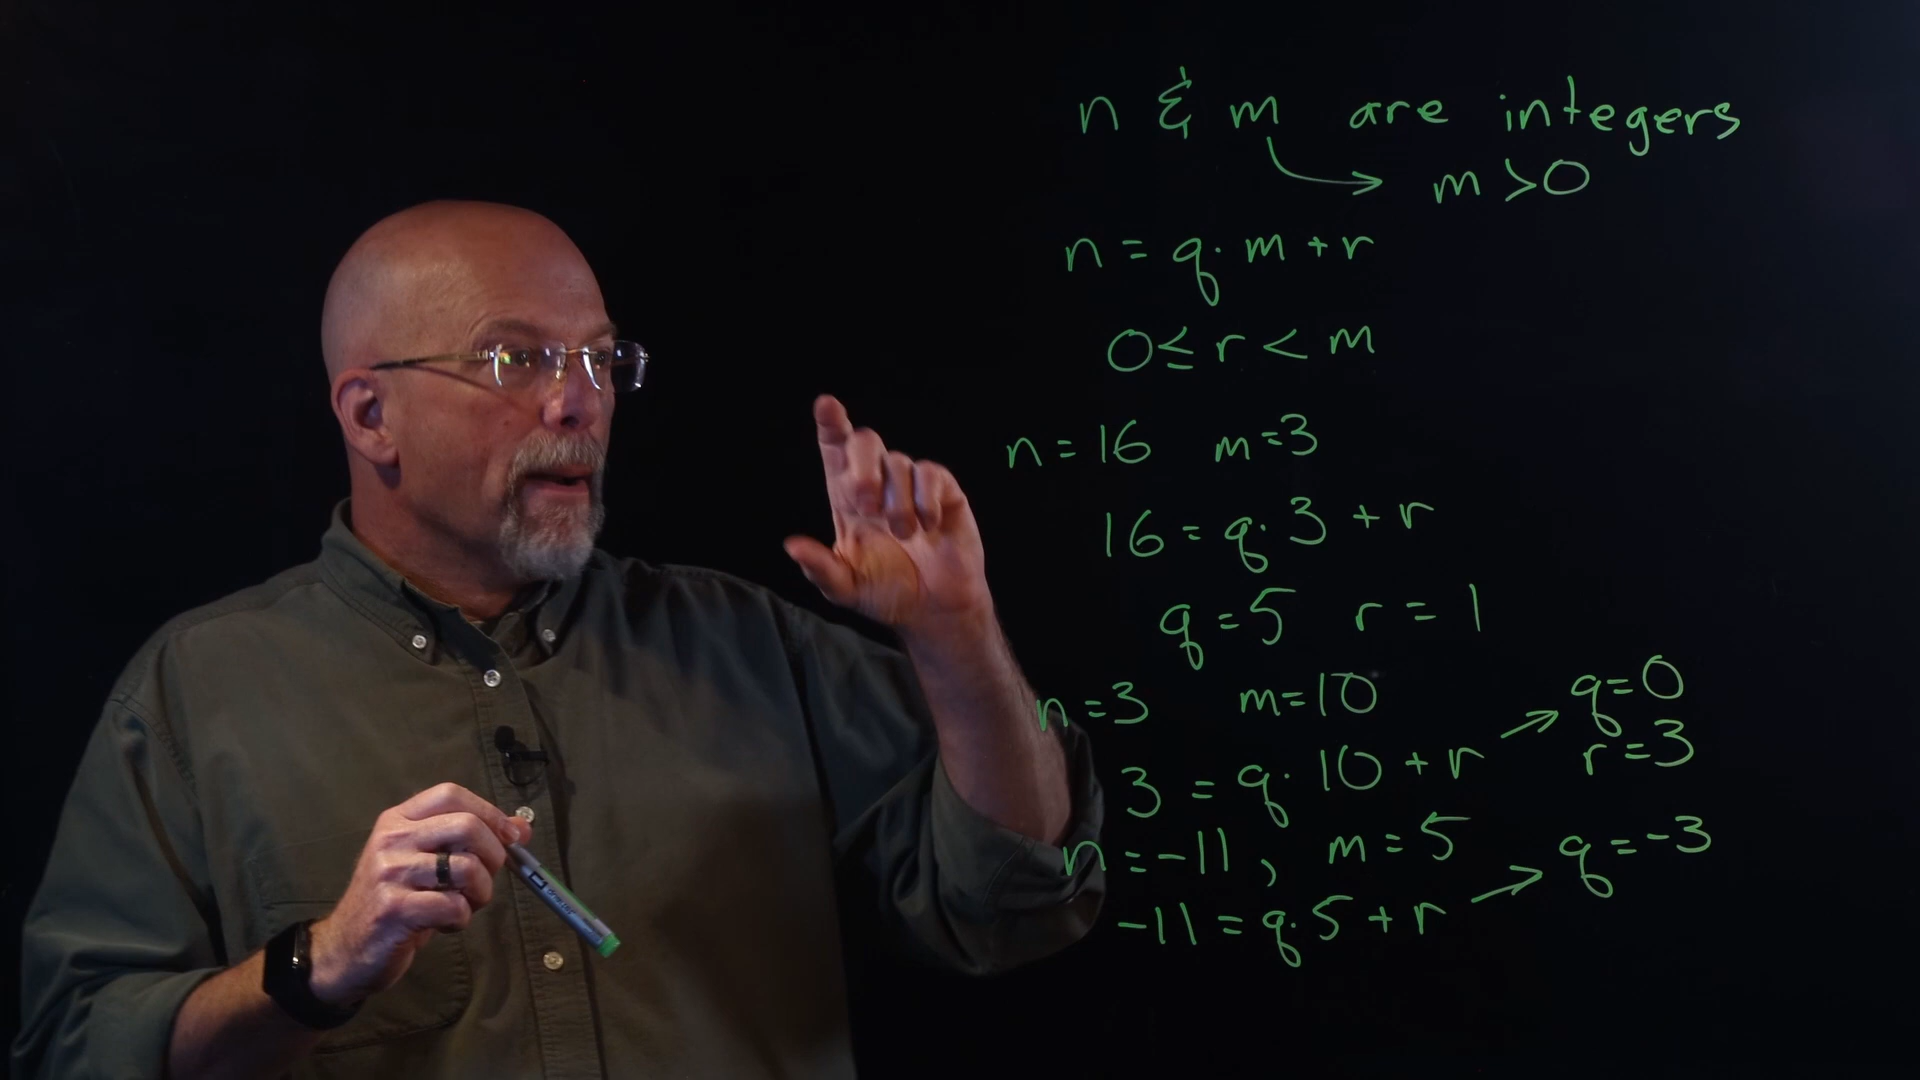 n & m are integers
m > 0
n = q · m + r
0 ≤ r < m
n = 16 m = 3
16 = q · 3 + r
q = 5 r = 1
n = 3 m = 10
3 = q · 10 + r → q = 0
r = 3
n = -11 , m = 5
-11 = q · 5 + r → q = -3